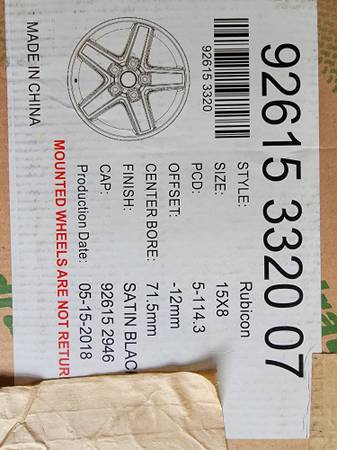 92615 3320 07
92615 3320
MADE IN CHINA
STYLE: Rubicon
SIZE: 15X8
PCD: 5-114.3
OFFSET: -12mm
CENTER BORE: 71.5mm
FINISH: SATIN BLAC
CAP: 92615 2946
Production Date: 05-15-2018
MOUNTED WHEELS ARE NOT RETUR